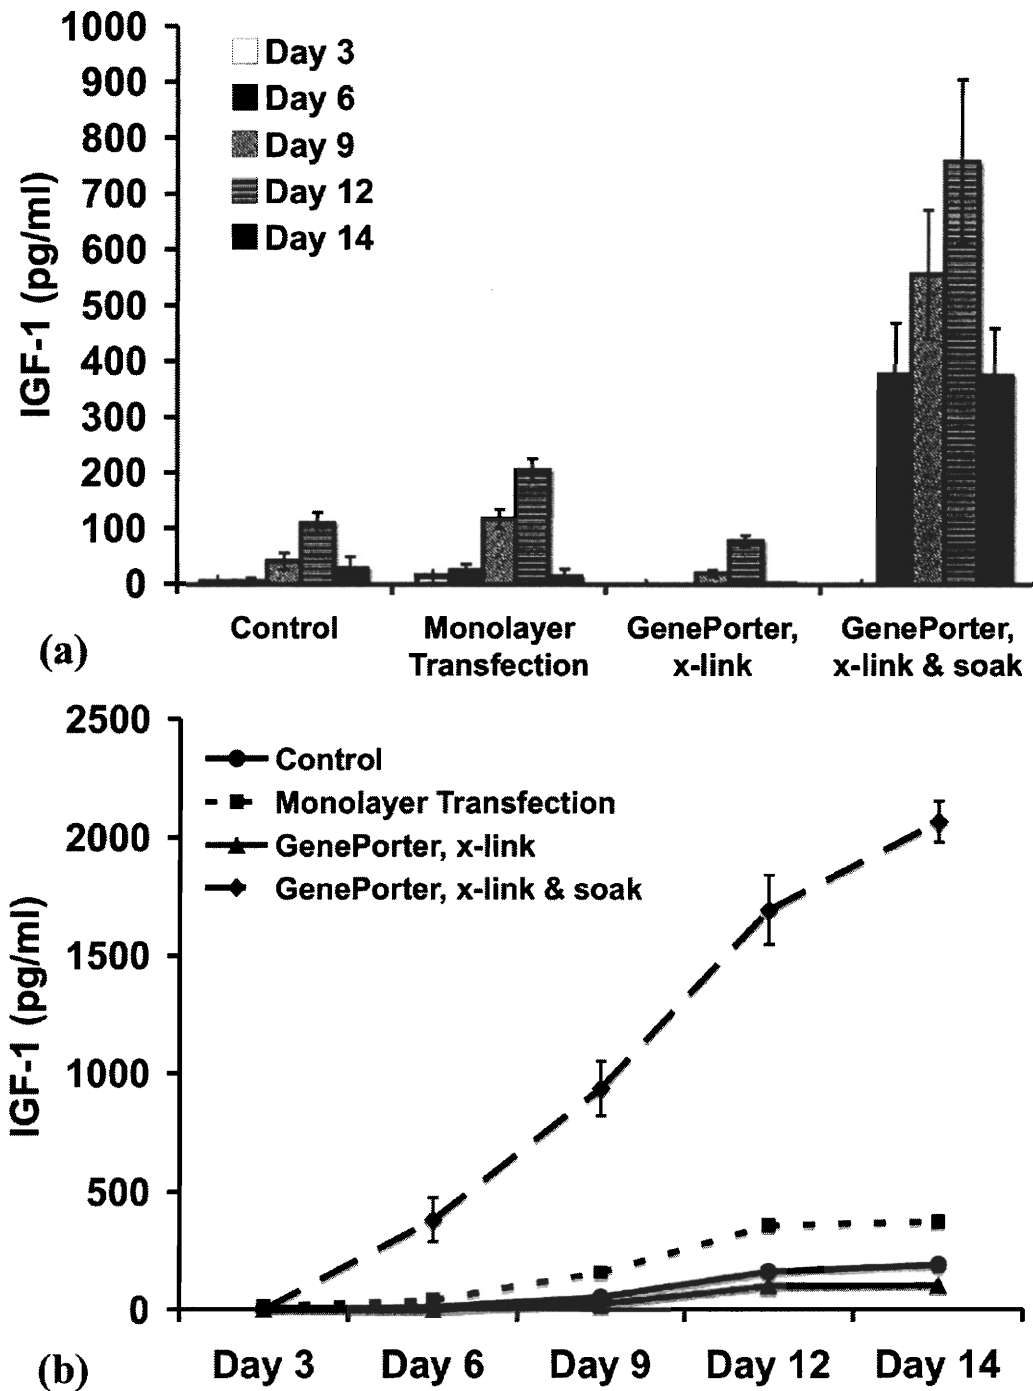 1000
900
800
700
600
500
400
300
200
100
0
IGF-1 (pg/ml)
Day 3
Day 6
Day 9
Day 12
Day 14
Control
Monolayer
Transfection
GenePorter,
x-link
GenePorter,
x-link & soak
(a)
2500
2000
1500
1000
500
0
IGF-1 (pg/ml)
Control
Monolayer Transfection
GenePorter, x-link
GenePorter, x-link & soak
Day 3
Day 6
Day 9
Day 12
Day 14
(b)